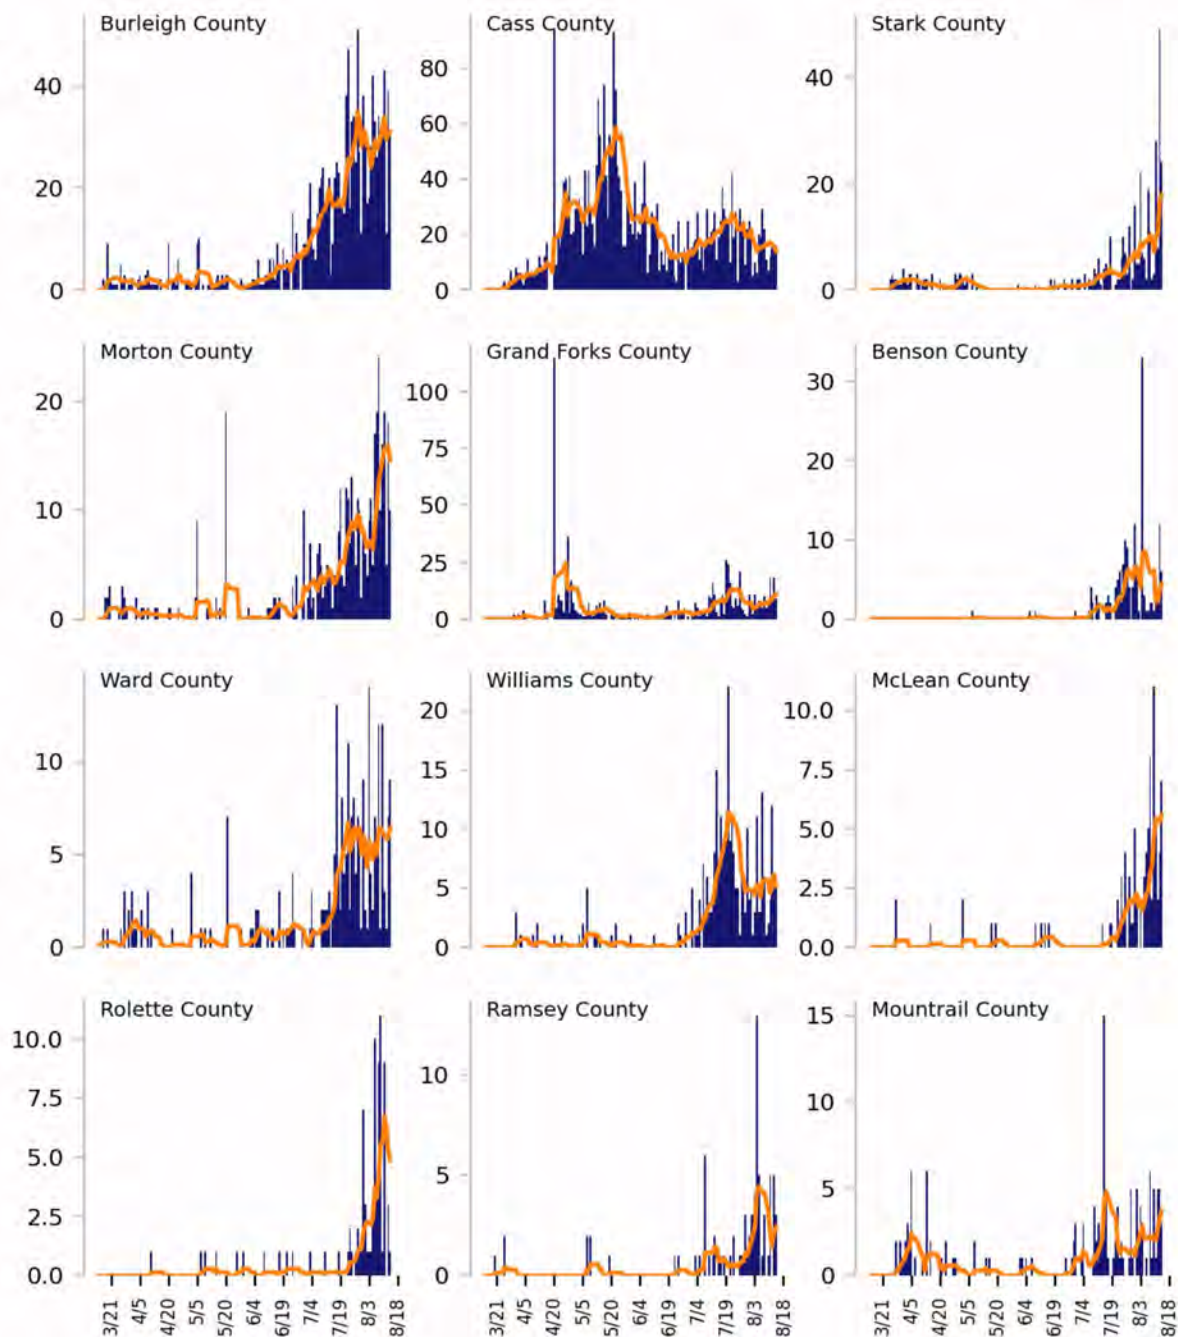 Burleigh County Cass County Stark County
40 80 40
60
20 40 20
20
0 0 0
Morton County Grand Forks County Benson County
20 100 30
75 20
10 50 10
25
0 0 0
Ward County Williams County McLean County
10 20 10.0
15 7.5
5 10 5.0
5 2.5
0 0 0.0
Rolette County Ramsey County Mountrail County
10.0 10 15
7.5 10
5.0 5 5
2.5
0.0 0 0
3/21 4/5 4/20 5/5 5/20 6/4 6/19 7/4 7/19 8/3 8/18 3/21 4/5 4/20 5/5 5/20 6/4 6/19 7/4 7/19 8/3 8/18 3/21 4/5 4/20 5/5 5/20 6/4 6/19 7/4 7/19 8/3 8/18